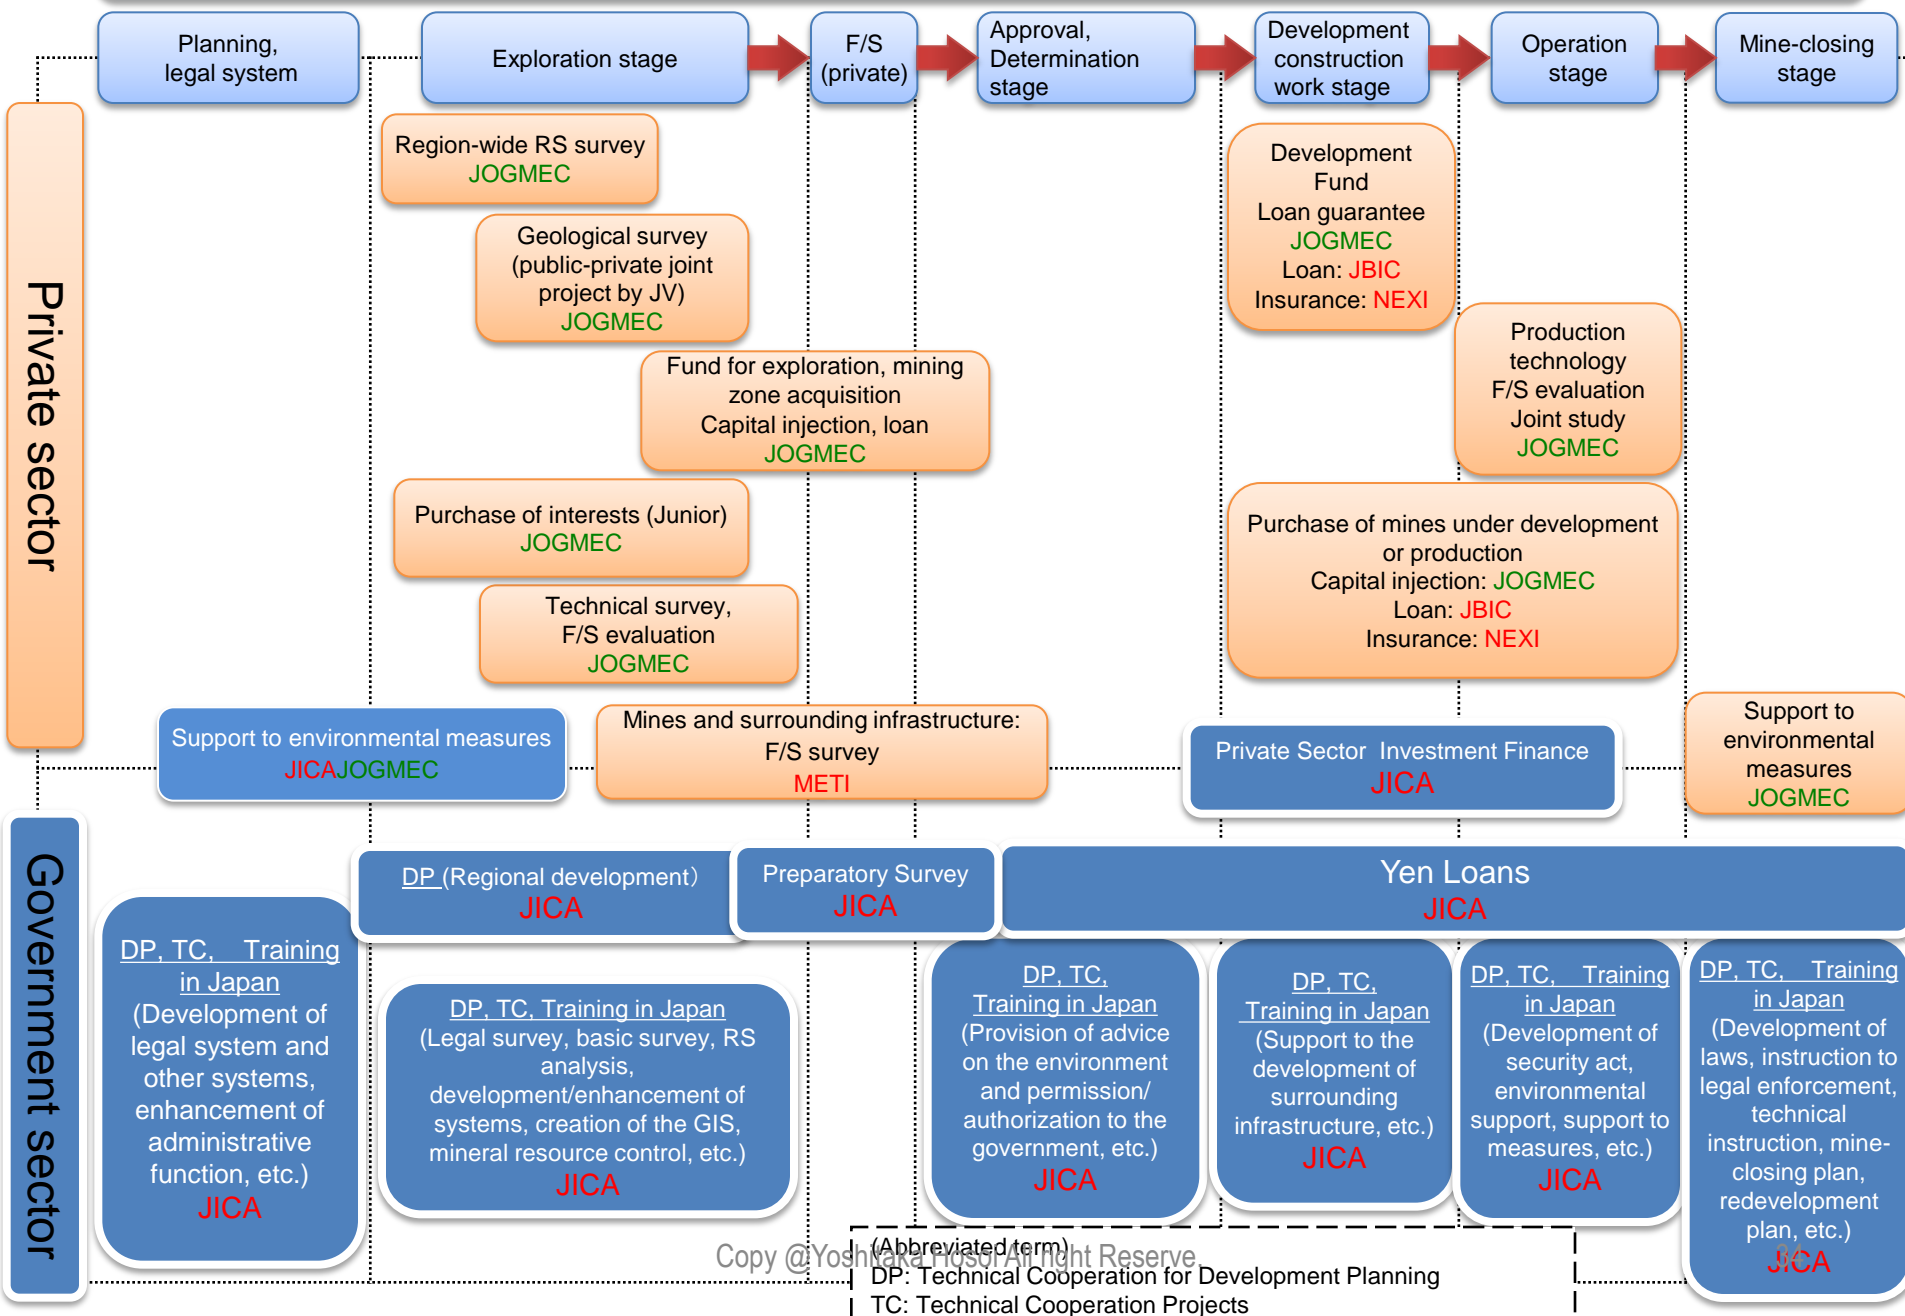 Planning,
legal system
Exploration stage
F/S
(private)
Approval,
Determination
stage
Development
construction
work stage
Operation
stage
Mine-closing
stage
Private sector
Region-wide RS survey
JOGMEC
Geological survey
(public-private joint
project by JV)
JOGMEC
Fund for exploration, mining
zone acquisition
Capital injection, loan
JOGMEC
Purchase of interests (Junior)
JOGMEC
Technical survey,
F/S evaluation
JOGMEC
Development
Fund
Loan guarantee
JOGMEC
Loan: JBIC
Insurance: NEXI
Production
technology
F/S evaluation
Joint study
JOGMEC
Purchase of mines under development
or production
Capital injection: JOGMEC
Loan: JBIC
Insurance: NEXI
Support to environmental measures
JICAJOGMEC
Mines and surrounding infrastructure:
F/S survey
METI
Private Sector Investment Finance
JICA
Support to
environmental
measures
JOGMEC
Government sector
DP (Regional development）
JICA
Preparatory Survey
JICA
Yen Loans
JICA
DP, TC, Training
in Japan
(Development of
legal system and
other systems,
enhancement of
administrative
function, etc.)
JICA
DP, TC, Training in Japan
(Legal survey, basic survey, RS
analysis,
development/enhancement of
systems, creation of the GIS,
mineral resource control, etc.)
JICA
DP, TC,
Training in Japan
(Provision of advice
on the environment
and permission/
authorization to the
government, etc.)
JICA
DP, TC,
Training in Japan
(Support to the
development of
surrounding
infrastructure, etc.)
JICA
DP, TC, Training
in Japan
(Development of
security act,
environmental
support, support to
measures, etc.)
JICA
DP, TC, Training
in Japan
(Development of
laws, instruction to
legal enforcement,
technical
instruction, mine-
closing plan,
redevelopment
plan, etc.)
JICA
34
Copy @Yoshitaka Hosoi All right Reserve.
(Abbreviated term)
DP: Technical Cooperation for Development Planning
TC: Technical Cooperation Projects